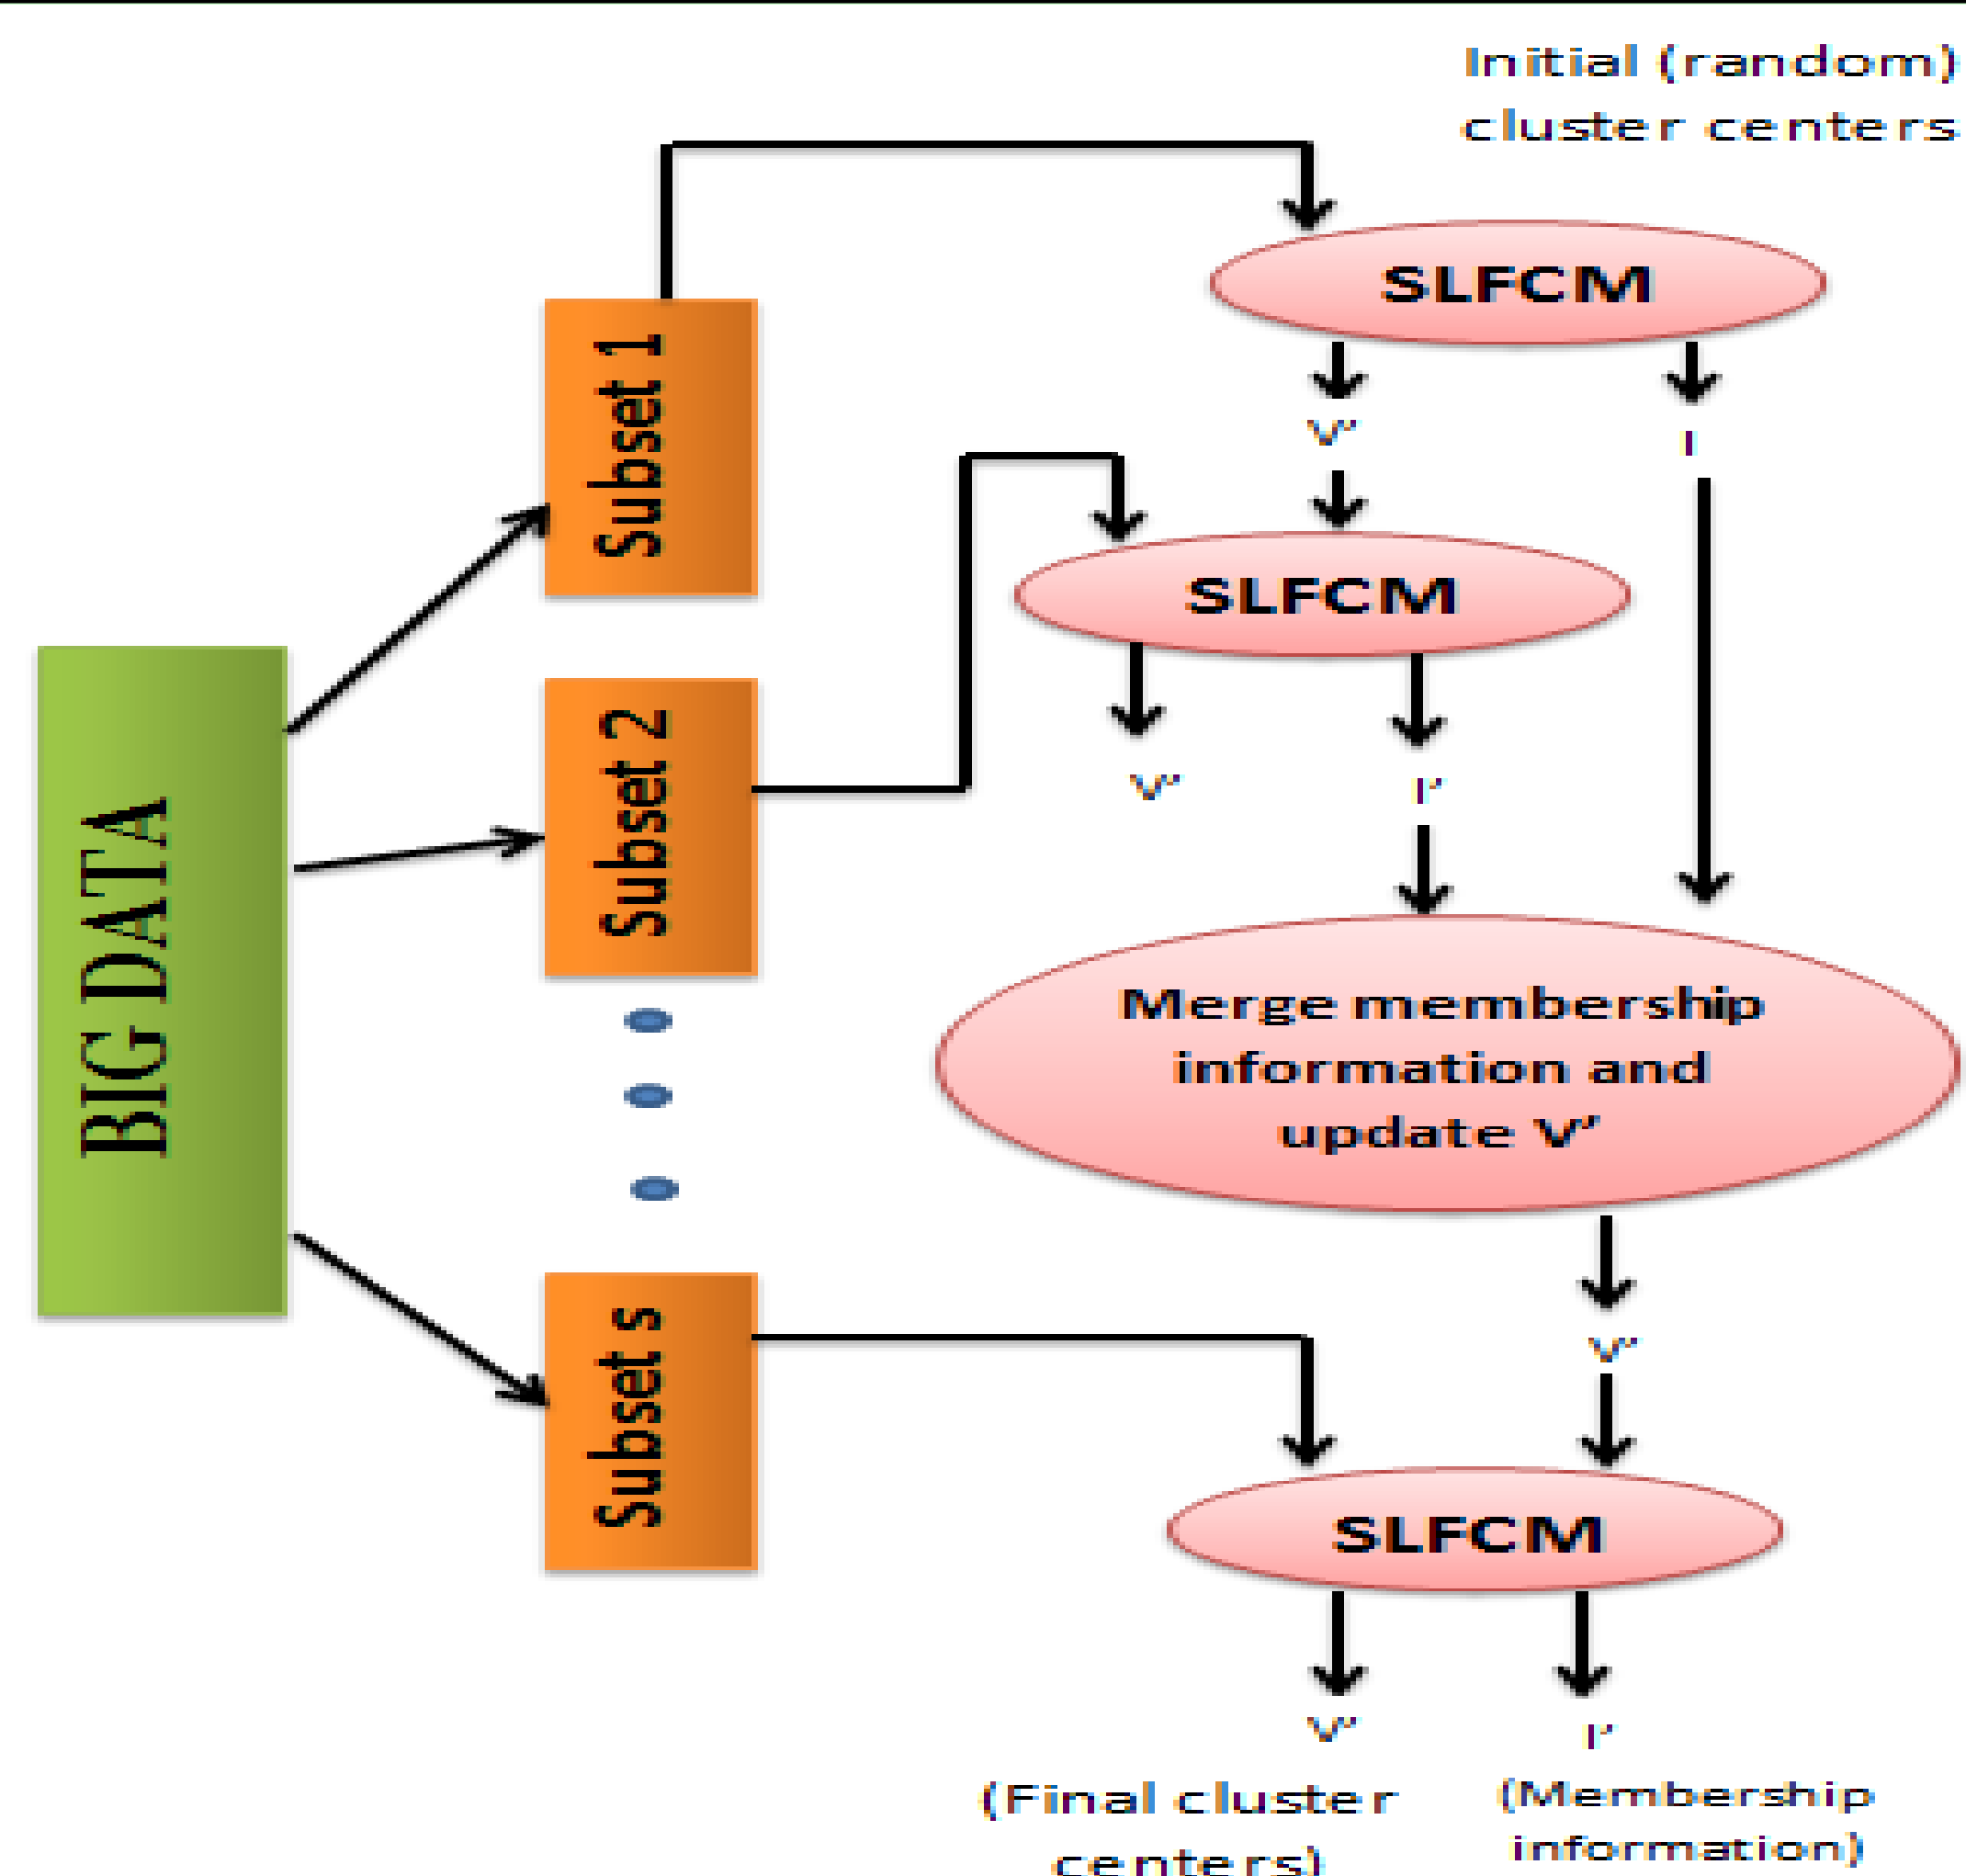 Initial (random)
cluster centers
SLFCM
V'
I
Subset 1
SLFCM
V'
I'
Subset 2
BIG DATA
Merge membership
information and
update V'
V'
Subset s
SLFCM
V'
I'
(Final cluster
centers)
(Membership
information)